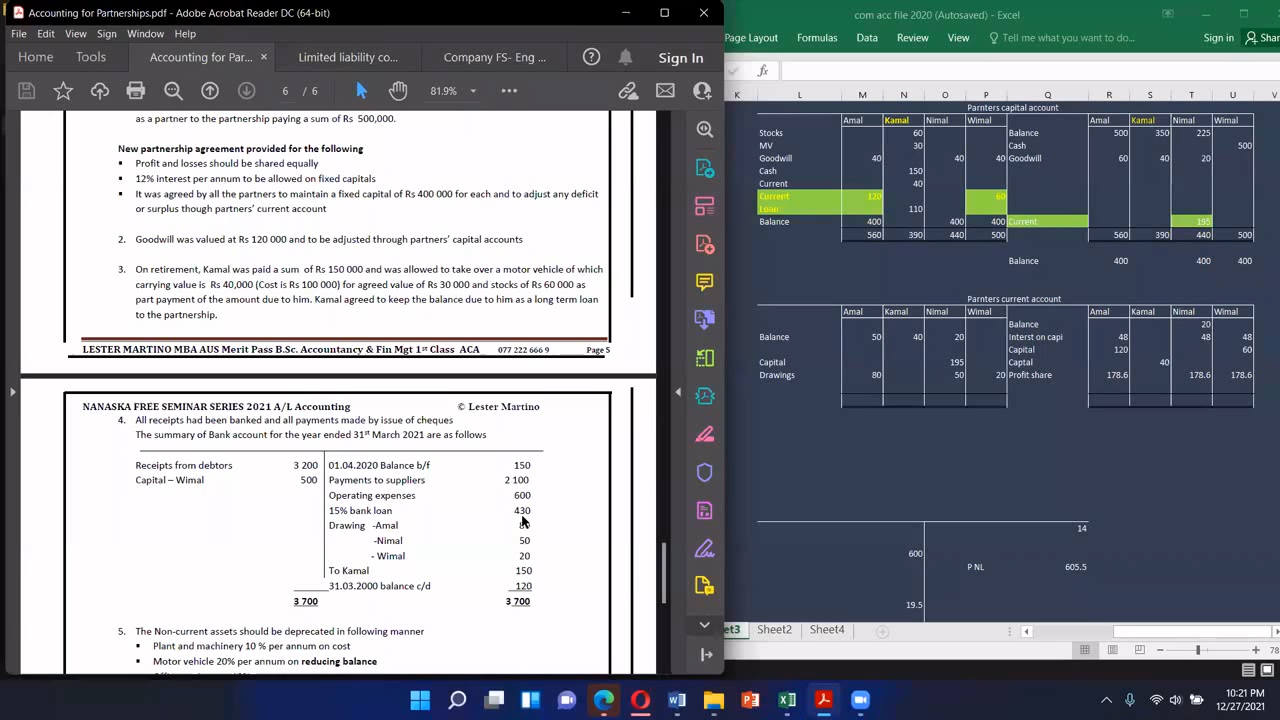 Accounting for Partnerships.pdf - Adobe Acrobat Reader DC (64-bit)
File Edit View Sign Window Help
Home Tools Accounting for Par... × Limited liability co... Company FS- Eng ... Sign In
6 / 6 81.9%
as a partner to the partnership paying a sum of Rs 500,000.
New partnership agreement provided for the following
Profit and losses should be shared equally
12% interest per annum to be allowed on fixed capitals
It was agreed by all the partners to maintain a fixed capital of Rs 400 000 for each and to adjust any deficit
or surplus though partners' current account
2. Goodwill was valued at Rs 120 000 and to be adjusted through partners' capital accounts
3. On retirement, Kamal was paid a sum of Rs 150 000 and was allowed to take over a motor vehicle of which
carrying value is Rs 40,000 (Cost is Rs 100 000) for agreed value of Rs 30 000 and stocks of Rs 60 000 as
part payment of the amount due to him. Kamal agreed to keep the balance due to him as a long term loan
to the partnership.
LESTER MARTINO MBA AUS Merit Pass B.Sc. Accountancy & Fin Mgt 1st Class ACA 077 222 666 9 Page 5
NANASKA FREE SEMINAR SERIES 2021 A/L Accounting © Lester Martino
4. All receipts had been banked and all payments made by issue of cheques
The summary of Bank account for the year ended 31st March 2021 are as follows
Receipts from debtors 3 200 01.04.2020 Balance b/f 150
Capital – Wimal 500 Payments to suppliers 2 100
Operating expenses 600
15% bank loan 430
Drawing -Amal
-Nimal 50
- Wimal 20
To Kamal 150
31.03.2000 balance c/d 120
3 700 3 700
5. The Non-current assets should be deprecated in following manner
Plant and machinery 10 % per annum on cost
Motor vehicle 20% per annum on reducing balance
com acc file 2020 (Autosaved) - Excel
Page Layout Formulas Data Review View Tell me what you want to do... Sign in Shar
fx
K L M N O P Q R S T U
Parnters capital account
Amal Kamal Nimal Wimal Amal Kamal Nimal Wimal
Stocks 60 Balance 500 350 225
MV 30 Cash 500
Goodwill 40 40 40 Goodwill 60 40 20
Cash 150
Current 40
Current 120 60
Loan 110
Balance 400 400 400 Current 195
560 390 440 500 560 390 440 500
Balance 400 400 400
Parnters current account
Amal Kamal Nimal Wimal Amal Kamal Nimal Wimal
Balance 20
Balance 50 40 20 Interst on capi 48 48 48
Capital 120 60
Capital 195 Captal 40
Drawings 80 50 20 Profit share 178.6 178.6 178.6
14
600
P NL 605.5
19.5
et3 Sheet2 Sheet4
78
10:21 PM
12/27/2021